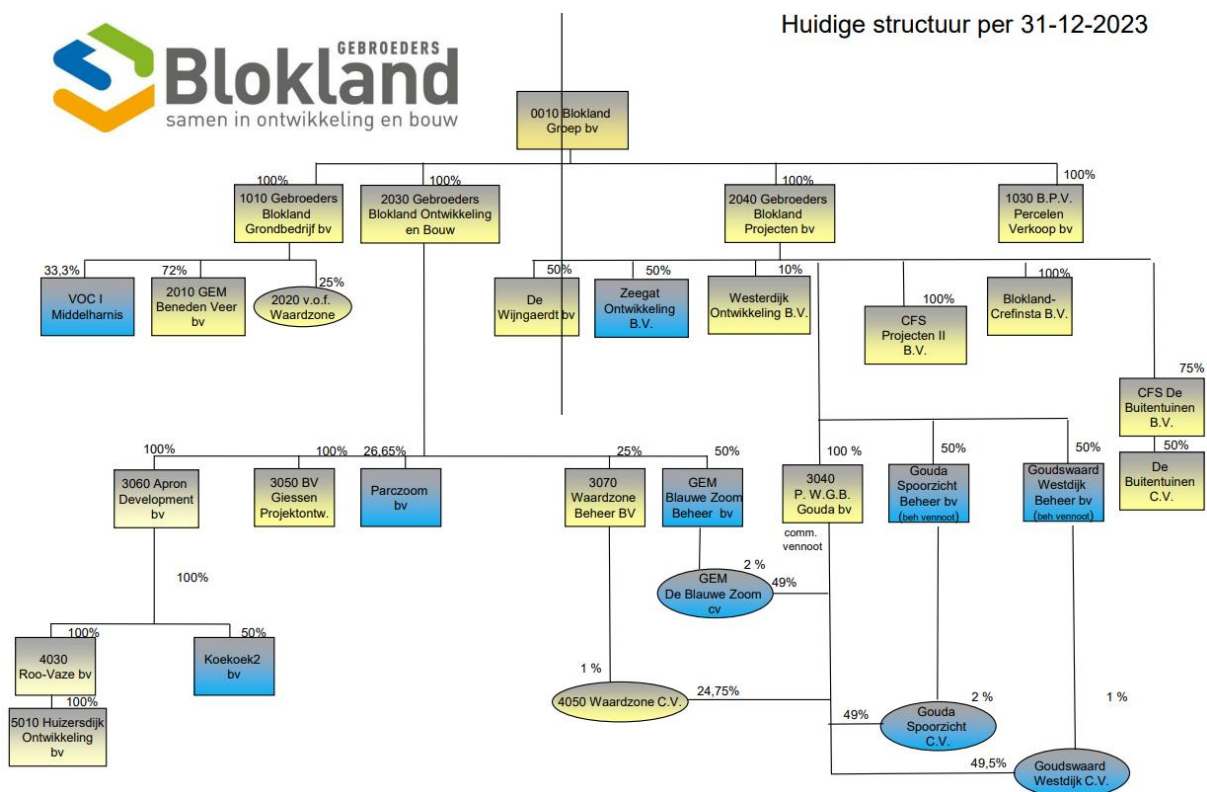 Huidige structuur per 31-12-2023
GEBROEDERS
Blokland
samen in ontwikkeling en bouw
0010 Blokland
Groep bv
100%
1010 Gebroeders
Blokland
Grondbedrijf bv
100%
2030 Gebroeders
Blokland Ontwikkeling
en Bouw
100%
2040 Gebroeders
Blokland
Projecten bv
100%
1030 B.P.V.
Percelen
Verkoop bv
33,3%
VOC I
Middelharnis
72%
2010 GEM
Beneden Veer
bv
25%
2020 v.o.f.
Waardzone
50%
De
Wijngaerdt bv
50%
Zeegat
Ontwikkeling
B.V.
10%
Westerdijk
Ontwikkeling B.V.
100%
CFS
Projecten II
B.V.
100%
Blokland-
Crefinsta B.V.
75%
CFS De
Buitentuinen
B.V.
50%
De
Buitentuinen
C.V.
100%
3060 Apron
Development
bv
100%
3050 BV
Giessen
Projektontw.
26,65%
Parczoom
bv
25%
3070
Waardzone
Beheer BV
50%
GEM
Blauwe Zoom
Beheer bv
100 %
3040
P. W.G.B.
Gouda bv
comm.
vennoot
50%
Gouda
Spoorzicht
Beheer bv
(beh vennoot)
50%
Goudswaard
Westdijk
Beheer bv
(beh vennoot)
100%
2 %
GEM
De Blauwe Zoom
cv
49%
100%
4030
Roo-Vaze bv
50%
Koekoek2
bv
100%
5010 Huizersdijk
Ontwikkeling
bv
1 %
4050 Waardzone C.V.
24,75%
2 %
49%
Gouda
Spoorzicht
C.V.
1 %
49,5%
Goudswaard
Westdijk C.V.